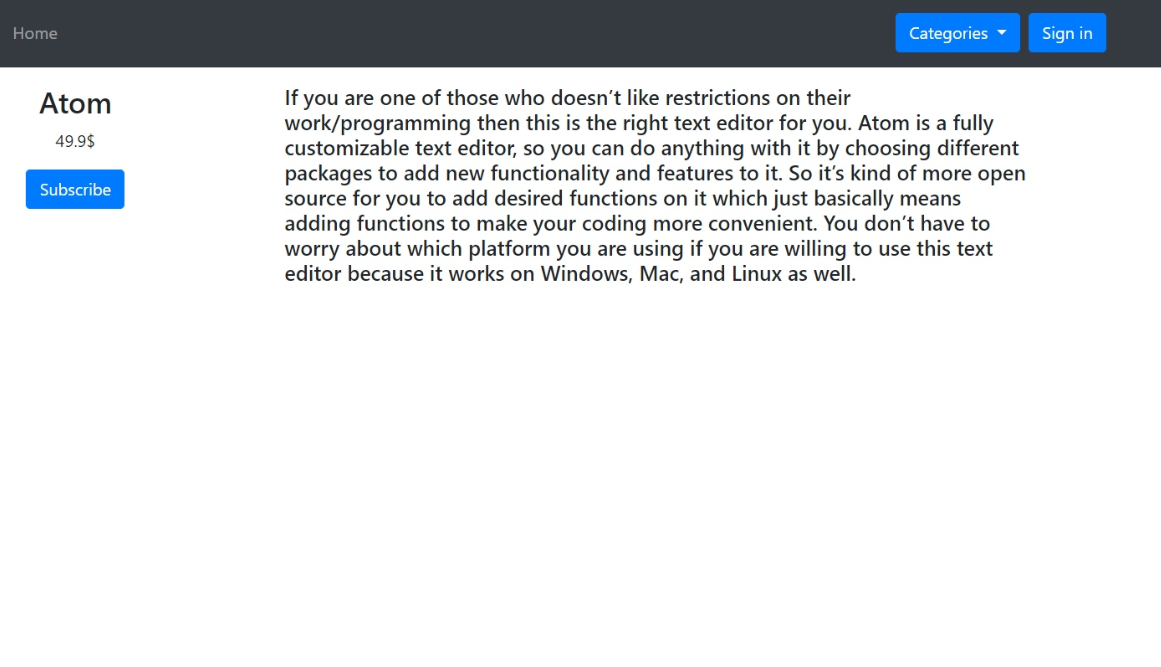 Home
Categories
Sign in
Atom
49.9$
Subscribe
If you are one of those who doesn’t like restrictions on their
work/programming then this is the right text editor for you. Atom is a fully
customizable text editor, so you can do anything with it by choosing different
packages to add new functionality and features to it. So it’s kind of more open
source for you to add desired functions on it which just basically means
adding functions to make your coding more convenient. You don’t have to
worry about which platform you are using if you are willing to use this text
editor because it works on Windows, Mac, and Linux as well.